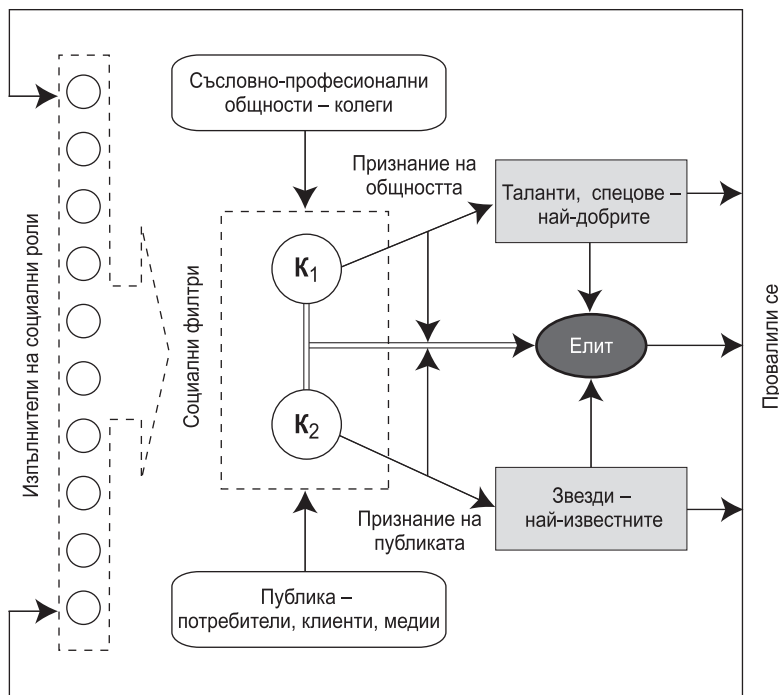 Съсловно-професионални
общности – колеги
Признание на
общността
Таланти, спецове –
най-добрите
Изпълнители на социални роли
Социални филтри
К1
Елит
Провалили се
К2
Признание на
публиката
Звезди –
най-известните
Публика –
потребители, клиенти, медии